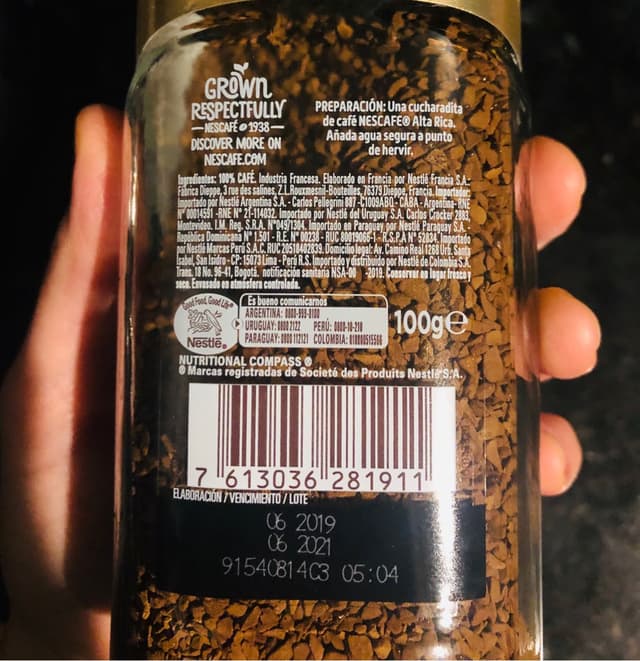 GROWN
RESPECTFULLY
NESCAFÉ 1938
DISCOVER MORE ON
NESCAFE.COM
PREPARACIÓN: Una cucharadita
de café NESCAFE® Alta Rica.
Añada agua segura a punto
de hervir.
Ingredientes: 100% CAFÉ. Industria Francesa. Elaborado en Francia por Nestlé Francia S.A.-
Fábrica Dieppe, 3 rue des salines, Z.I. Rouxmesnil-Bouteilles, 76379 Dieppe, Francia. Importador:
Importado por Nestlé Argentina S.A. - Carlos Pellegrini 887 - C1009ABQ - CABA - Argentina- RNE
N° 00014591 -RNE N° 21-114032. Importado por Nestlé del Uruguay S.A. Carlos Crocker 2883,
Montevideo. I.M. Reg. S.R.A. N°049/1304. Importado en Paraguay por Nestlé Paraguay S.A.
República Dominicana N° 1.501 - R.E. N° 00238 - RUC 80019066-1 - R.S.P.A N° 52034. Importado
por Nestlé Marcas Perú S.A.C. RUC 20518402839. Domicilio legal: Av. Camino Real 1268 Urb. Santa
Isabel, San Isidro - CP: 15073 Lima - Perú R.S. Importado y distribuido por Nestlé de Colombia S.A.
Trans. 18 No. 96-41, Bogotá. notificación sanitaria NSA-00 -2019. Conservar en lugar fresco y
seco. Envasado en atmósfera controlada.
Good Food, Good Life
Nestlé
Es bueno comunicarnos
ARGENTINA: 0800-999-8100
URUGUAY: 0800 2122 PERÚ: 0800-10-210
PARAGUAY: 0800 112121 COLOMBIA: 018000515566
100g℮
NUTRITIONAL COMPASS ®
® Marcas registradas de Societé des Produits Nestlé S.A.
7 613036 281911
ELABORACIÓN / VENCIMIENTO / LOTE
06 2019
06 2021
91540814C3 05:04